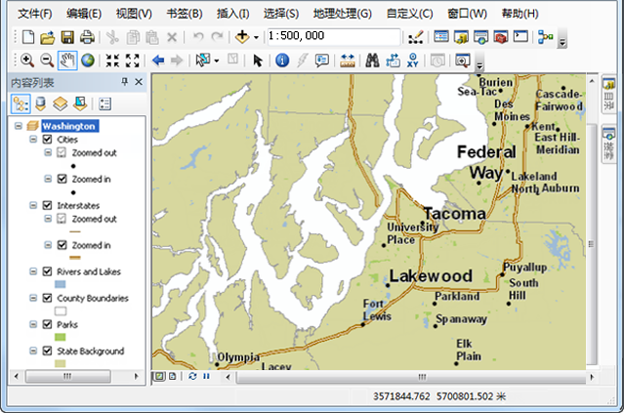 文件(F) 编辑(E) 视图(V) 书签(B) 插入(I) 选择(S) 地理处理(G) 自定义(C) 窗口(W) 帮助(H)
1:500,000
内容列表
Washington
Cities
Zoomed out
Zoomed in
Interstates
Zoomed out
Zoomed in
Rivers and Lakes
County Boundaries
Parks
State Background
Burien
Sea-Tac
Des
Moines
Cascade-
Fairwood
Kent
East Hill-
Meridian
Federal
Way
Lakeland
North
Auburn
Tacoma
University
Place
Lakewood
Puyallup
South
Hill
Parkland
Fort
Lewis
Spanaway
Elk
Plain
Olympia
Lacey
目录
搜索
3571844.762 5700801.502 米